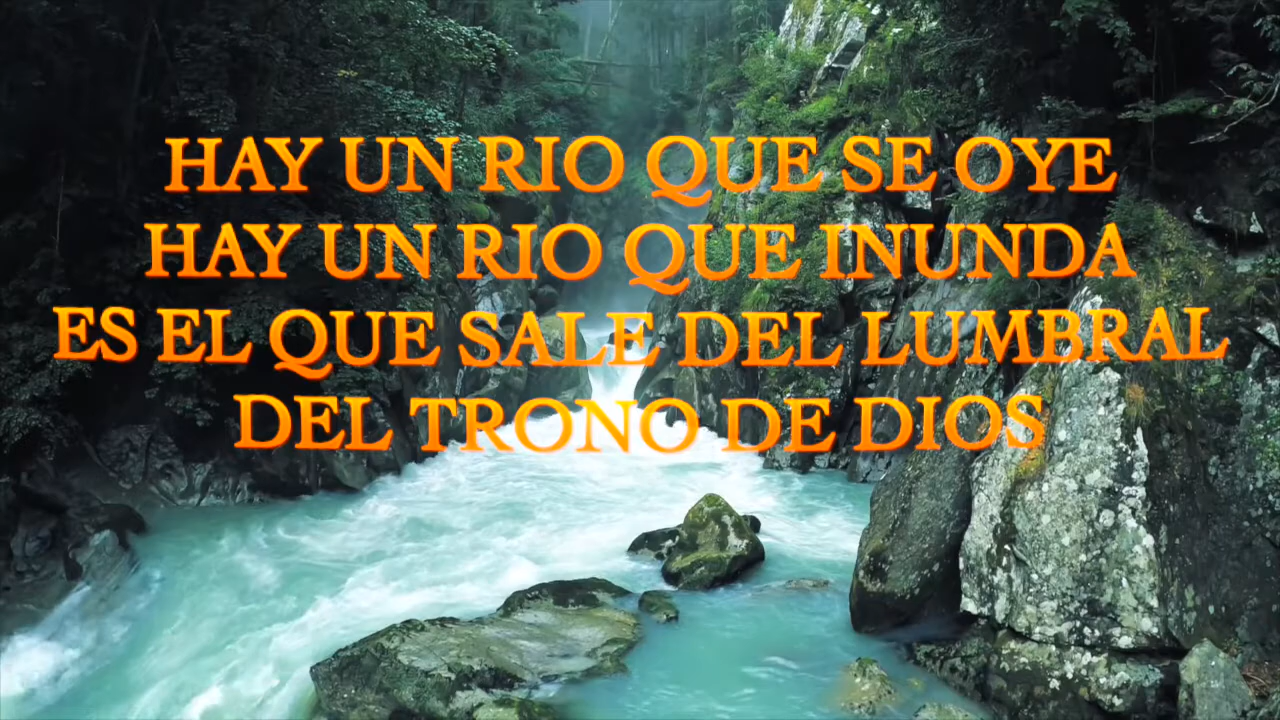 HAY UN RIO QUE SE OYE
HAY UN RIO QUE INUNDA
ES EL QUE SALE DEL LUMBRAL
DEL TRONO DE DIOS